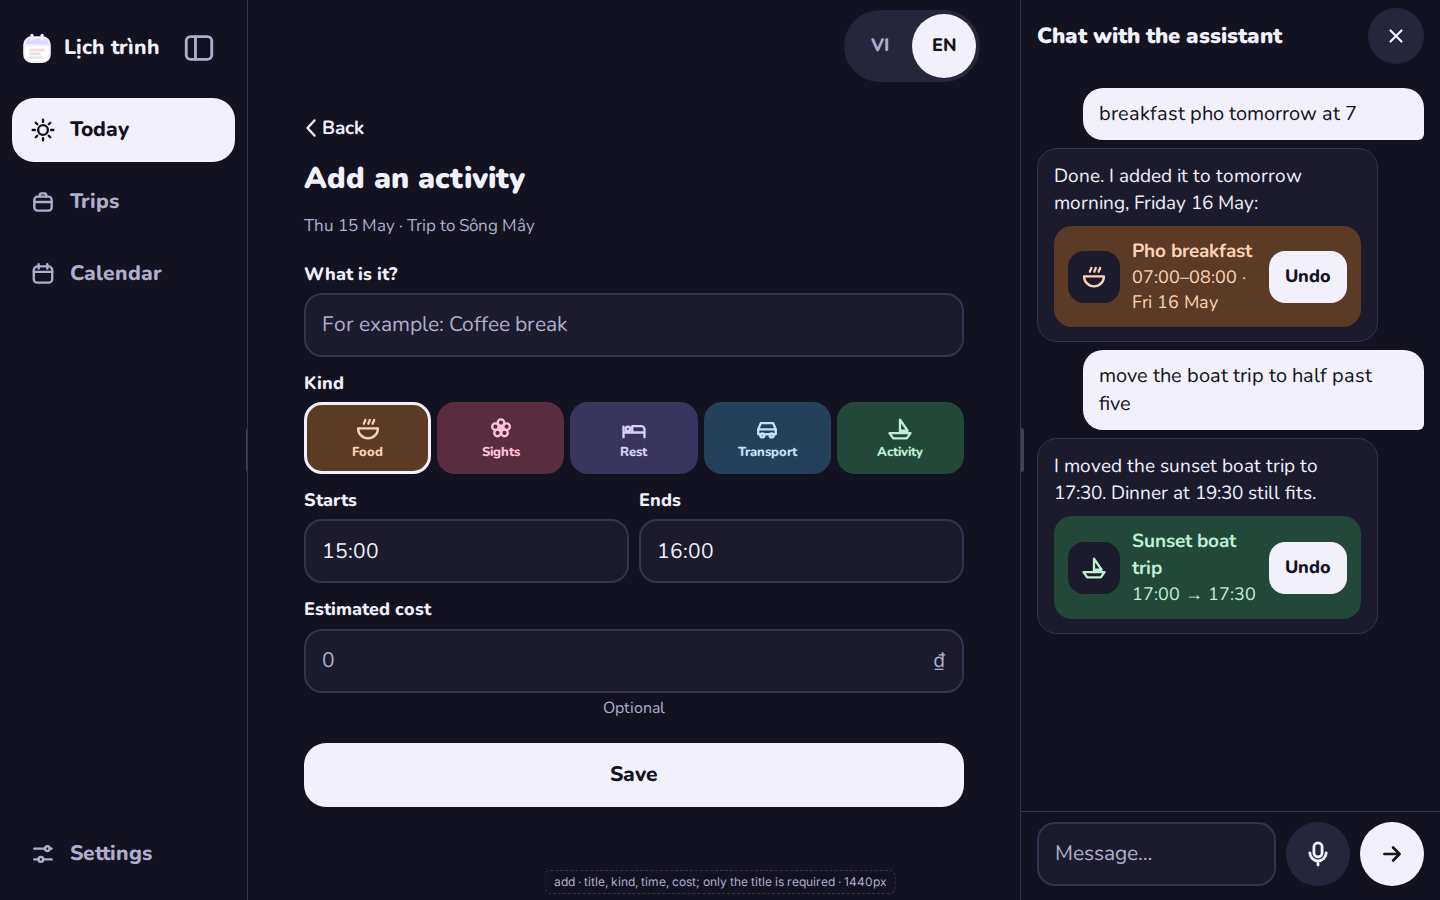 Lịch trình
Today
Trips
Calendar
Settings
VI
EN
Back
Add an activity
Thu 15 May · Trip to Sông Mây
What is it?
For example: Coffee break
Kind
Food
Sights
Rest
Transport
Activity
Starts
Ends
15:00
16:00
Estimated cost
0
₫
Optional
Save
add · title, kind, time, cost; only the title is required · 1440px
Chat with the assistant
breakfast pho tomorrow at 7
Done. I added it to tomorrow
morning, Friday 16 May:
Pho breakfast
07:00–08:00 ·
Fri 16 May
Undo
move the boat trip to half past
five
I moved the sunset boat trip to
17:30. Dinner at 19:30 still fits.
Sunset boat
trip
17:00 → 17:30
Undo
Message...